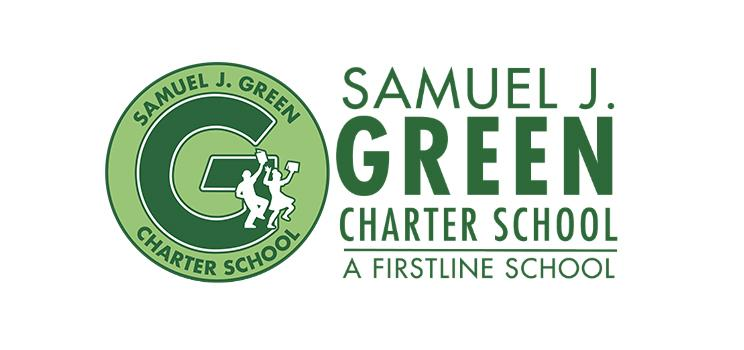 SAMUEL J. GREEN
G
CHARTER SCHOOL
SAMUEL J.
GREEN
CHARTER SCHOOL
A FIRSTLINE SCHOOL